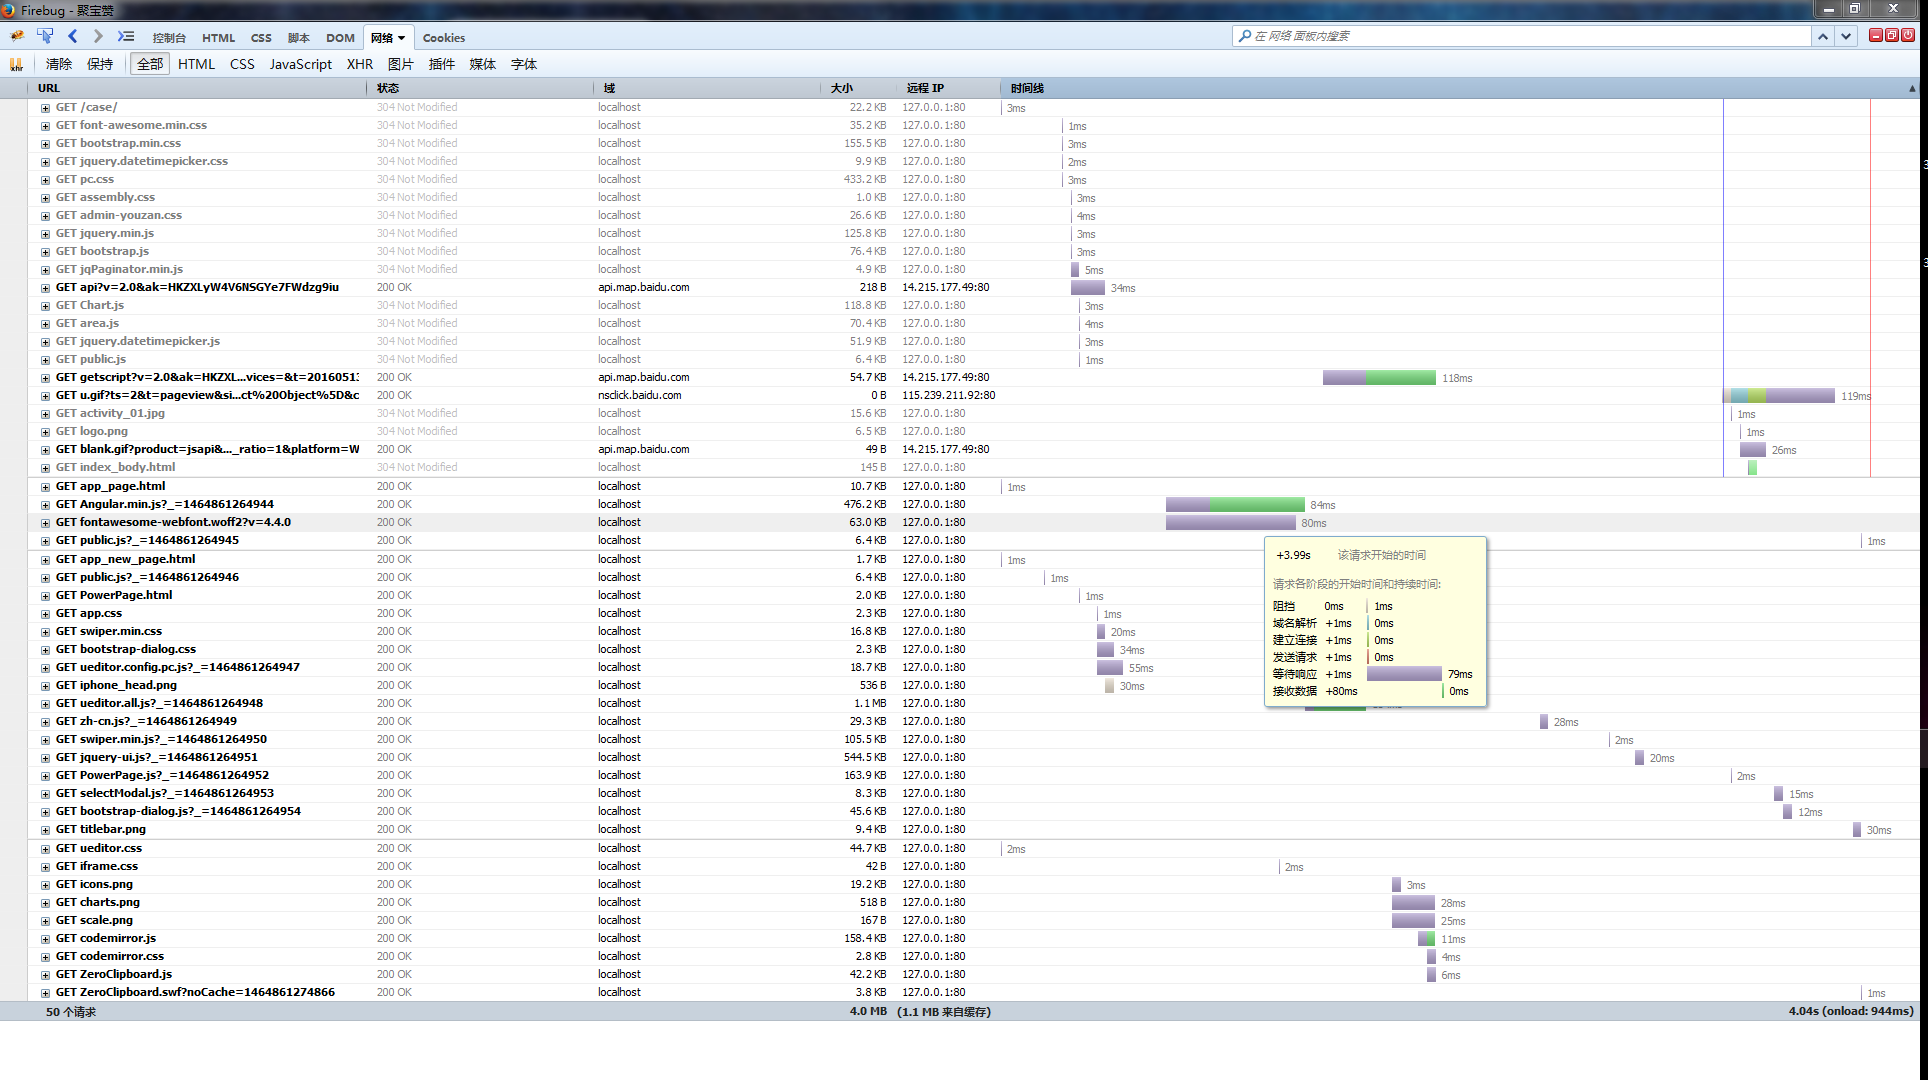 Firebug - 聚宝赞
控制台 HTML CSS 脚本 DOM 网络 Cookies 在 网络 面板内搜索
xhr 清除 保持 全部 HTML CSS JavaScript XHR 图片 插件 媒体 字体
URL 状态 域 大小 远程 IP 时间线
GET /case/ 304 Not Modified localhost 22.2 KB 127.0.0.1:80 3ms
GET font-awesome.min.css 304 Not Modified localhost 35.2 KB 127.0.0.1:80 1ms
GET bootstrap.min.css 304 Not Modified localhost 155.5 KB 127.0.0.1:80 3ms
GET jquery.datetimepicker.css 304 Not Modified localhost 9.9 KB 127.0.0.1:80 2ms
GET pc.css 304 Not Modified localhost 433.2 KB 127.0.0.1:80 3ms
GET assembly.css 304 Not Modified localhost 1.0 KB 127.0.0.1:80 3ms
GET admin-youzan.css 304 Not Modified localhost 26.6 KB 127.0.0.1:80 4ms
GET jquery.min.js 304 Not Modified localhost 125.8 KB 127.0.0.1:80 3ms
GET bootstrap.js 304 Not Modified localhost 76.4 KB 127.0.0.1:80 3ms
GET jqPaginator.min.js 304 Not Modified localhost 4.9 KB 127.0.0.1:80 5ms
GET api?v=2.0&ak=HKZXLyW4V6NSGYe7FWdzg9iu 200 OK api.map.baidu.com 218 B 14.215.177.49:80 34ms
GET Chart.js 304 Not Modified localhost 118.8 KB 127.0.0.1:80 3ms
GET area.js 304 Not Modified localhost 70.4 KB 127.0.0.1:80 4ms
GET jquery.datetimepicker.js 304 Not Modified localhost 51.9 KB 127.0.0.1:80 3ms
GET public.js 304 Not Modified localhost 6.4 KB 127.0.0.1:80 1ms
GET getscript?v=2.0&ak=HKZXL...vices=&t=20160513 200 OK api.map.baidu.com 54.7 KB 14.215.177.49:80 118ms
GET u.gif?ts=2&t=pageview&si...ct%20Object%5D&c 200 OK nsclick.baidu.com 0 B 115.239.211.92:80 119ms
GET activity_01.jpg 304 Not Modified localhost 15.6 KB 127.0.0.1:80 1ms
GET logo.png 304 Not Modified localhost 6.5 KB 127.0.0.1:80 1ms
GET blank.gif?product=jsapi&..._ratio=1&platform=W 200 OK api.map.baidu.com 49 B 14.215.177.49:80 26ms
GET index_body.html 304 Not Modified localhost 145 B 127.0.0.1:80
GET app_page.html 200 OK localhost 10.7 KB 127.0.0.1:80 1ms
GET Angular.min.js?_=1464861264944 200 OK localhost 476.2 KB 127.0.0.1:80 84ms
GET fontawesome-webfont.woff2?v=4.4.0 200 OK localhost 63.0 KB 127.0.0.1:80 80ms
GET public.js?_=1464861264945 200 OK localhost 6.4 KB 127.0.0.1:80 1ms
GET app_new_page.html 200 OK localhost 1.7 KB 127.0.0.1:80 1ms
GET public.js?_=1464861264946 200 OK localhost 6.4 KB 127.0.0.1:80 1ms
GET PowerPage.html 200 OK localhost 2.0 KB 127.0.0.1:80 1ms
GET app.css 200 OK localhost 2.3 KB 127.0.0.1:80 1ms
GET swiper.min.css 200 OK localhost 16.8 KB 127.0.0.1:80 20ms
GET bootstrap-dialog.css 200 OK localhost 2.3 KB 127.0.0.1:80 34ms
GET ueditor.config.pc.js?_=1464861264947 200 OK localhost 18.7 KB 127.0.0.1:80 55ms
GET iphone_head.png 200 OK localhost 536 B 127.0.0.1:80 30ms
GET ueditor.all.js?_=1464861264948 200 OK localhost 1.1 MB 127.0.0.1:80
GET zh-cn.js?_=1464861264949 200 OK localhost 29.3 KB 127.0.0.1:80 28ms
GET swiper.min.js?_=1464861264950 200 OK localhost 105.5 KB 127.0.0.1:80 2ms
GET jquery-ui.js?_=1464861264951 200 OK localhost 544.5 KB 127.0.0.1:80 20ms
GET PowerPage.js?_=1464861264952 200 OK localhost 163.9 KB 127.0.0.1:80 2ms
GET selectModal.js?_=1464861264953 200 OK localhost 8.3 KB 127.0.0.1:80 15ms
GET bootstrap-dialog.js?_=1464861264954 200 OK localhost 45.6 KB 127.0.0.1:80 12ms
GET titlebar.png 200 OK localhost 9.4 KB 127.0.0.1:80 30ms
GET ueditor.css 200 OK localhost 44.7 KB 127.0.0.1:80 2ms
GET iframe.css 200 OK localhost 42 B 127.0.0.1:80 2ms
GET icons.png 200 OK localhost 19.2 KB 127.0.0.1:80 3ms
GET charts.png 200 OK localhost 518 B 127.0.0.1:80 28ms
GET scale.png 200 OK localhost 167 B 127.0.0.1:80 25ms
GET codemirror.js 200 OK localhost 158.4 KB 127.0.0.1:80 11ms
GET codemirror.css 200 OK localhost 2.8 KB 127.0.0.1:80 4ms
GET ZeroClipboard.js 200 OK localhost 42.2 KB 127.0.0.1:80 6ms
GET ZeroClipboard.swf?noCache=1464861274866 200 OK localhost 3.8 KB 127.0.0.1:80 1ms
+3.99s 该请求开始的时间
请求各阶段的开始时间和持续时间:
阻挡 0ms 1ms
域名解析 +1ms 0ms
建立连接 +1ms 0ms
发送请求 +1ms 0ms
等待响应 +1ms 79ms
接收数据 +80ms 0ms
50 个请求 4.0 MB (1.1 MB 来自缓存) 4.04s (onload: 944ms)